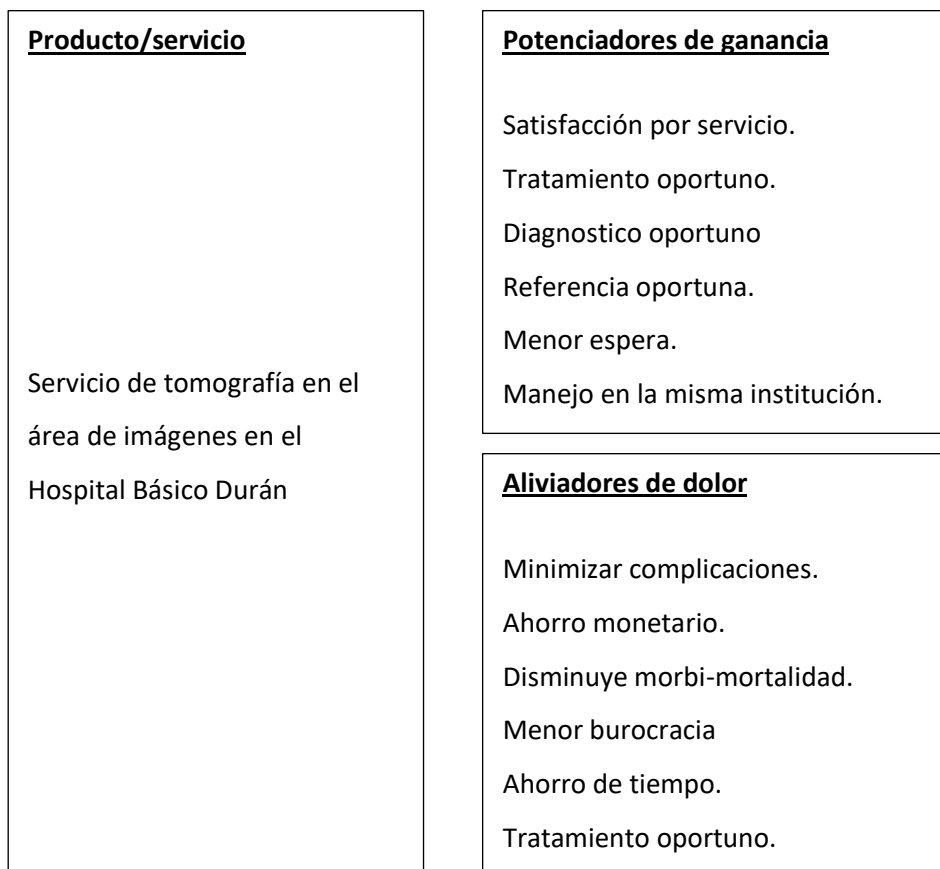 Producto/servicio
Servicio de tomografía en el
área de imágenes en el
Hospital Básico Durán
Potenciadores de ganancia
Satisfacción por servicio.
Tratamiento oportuno.
Diagnostico oportuno
Referencia oportuna.
Menor espera.
Manejo en la misma institución.
Aliviadores de dolor
Minimizar complicaciones.
Ahorro monetario.
Disminuye morbi-mortalidad.
Menor burocracia
Ahorro de tiempo.
Tratamiento oportuno.